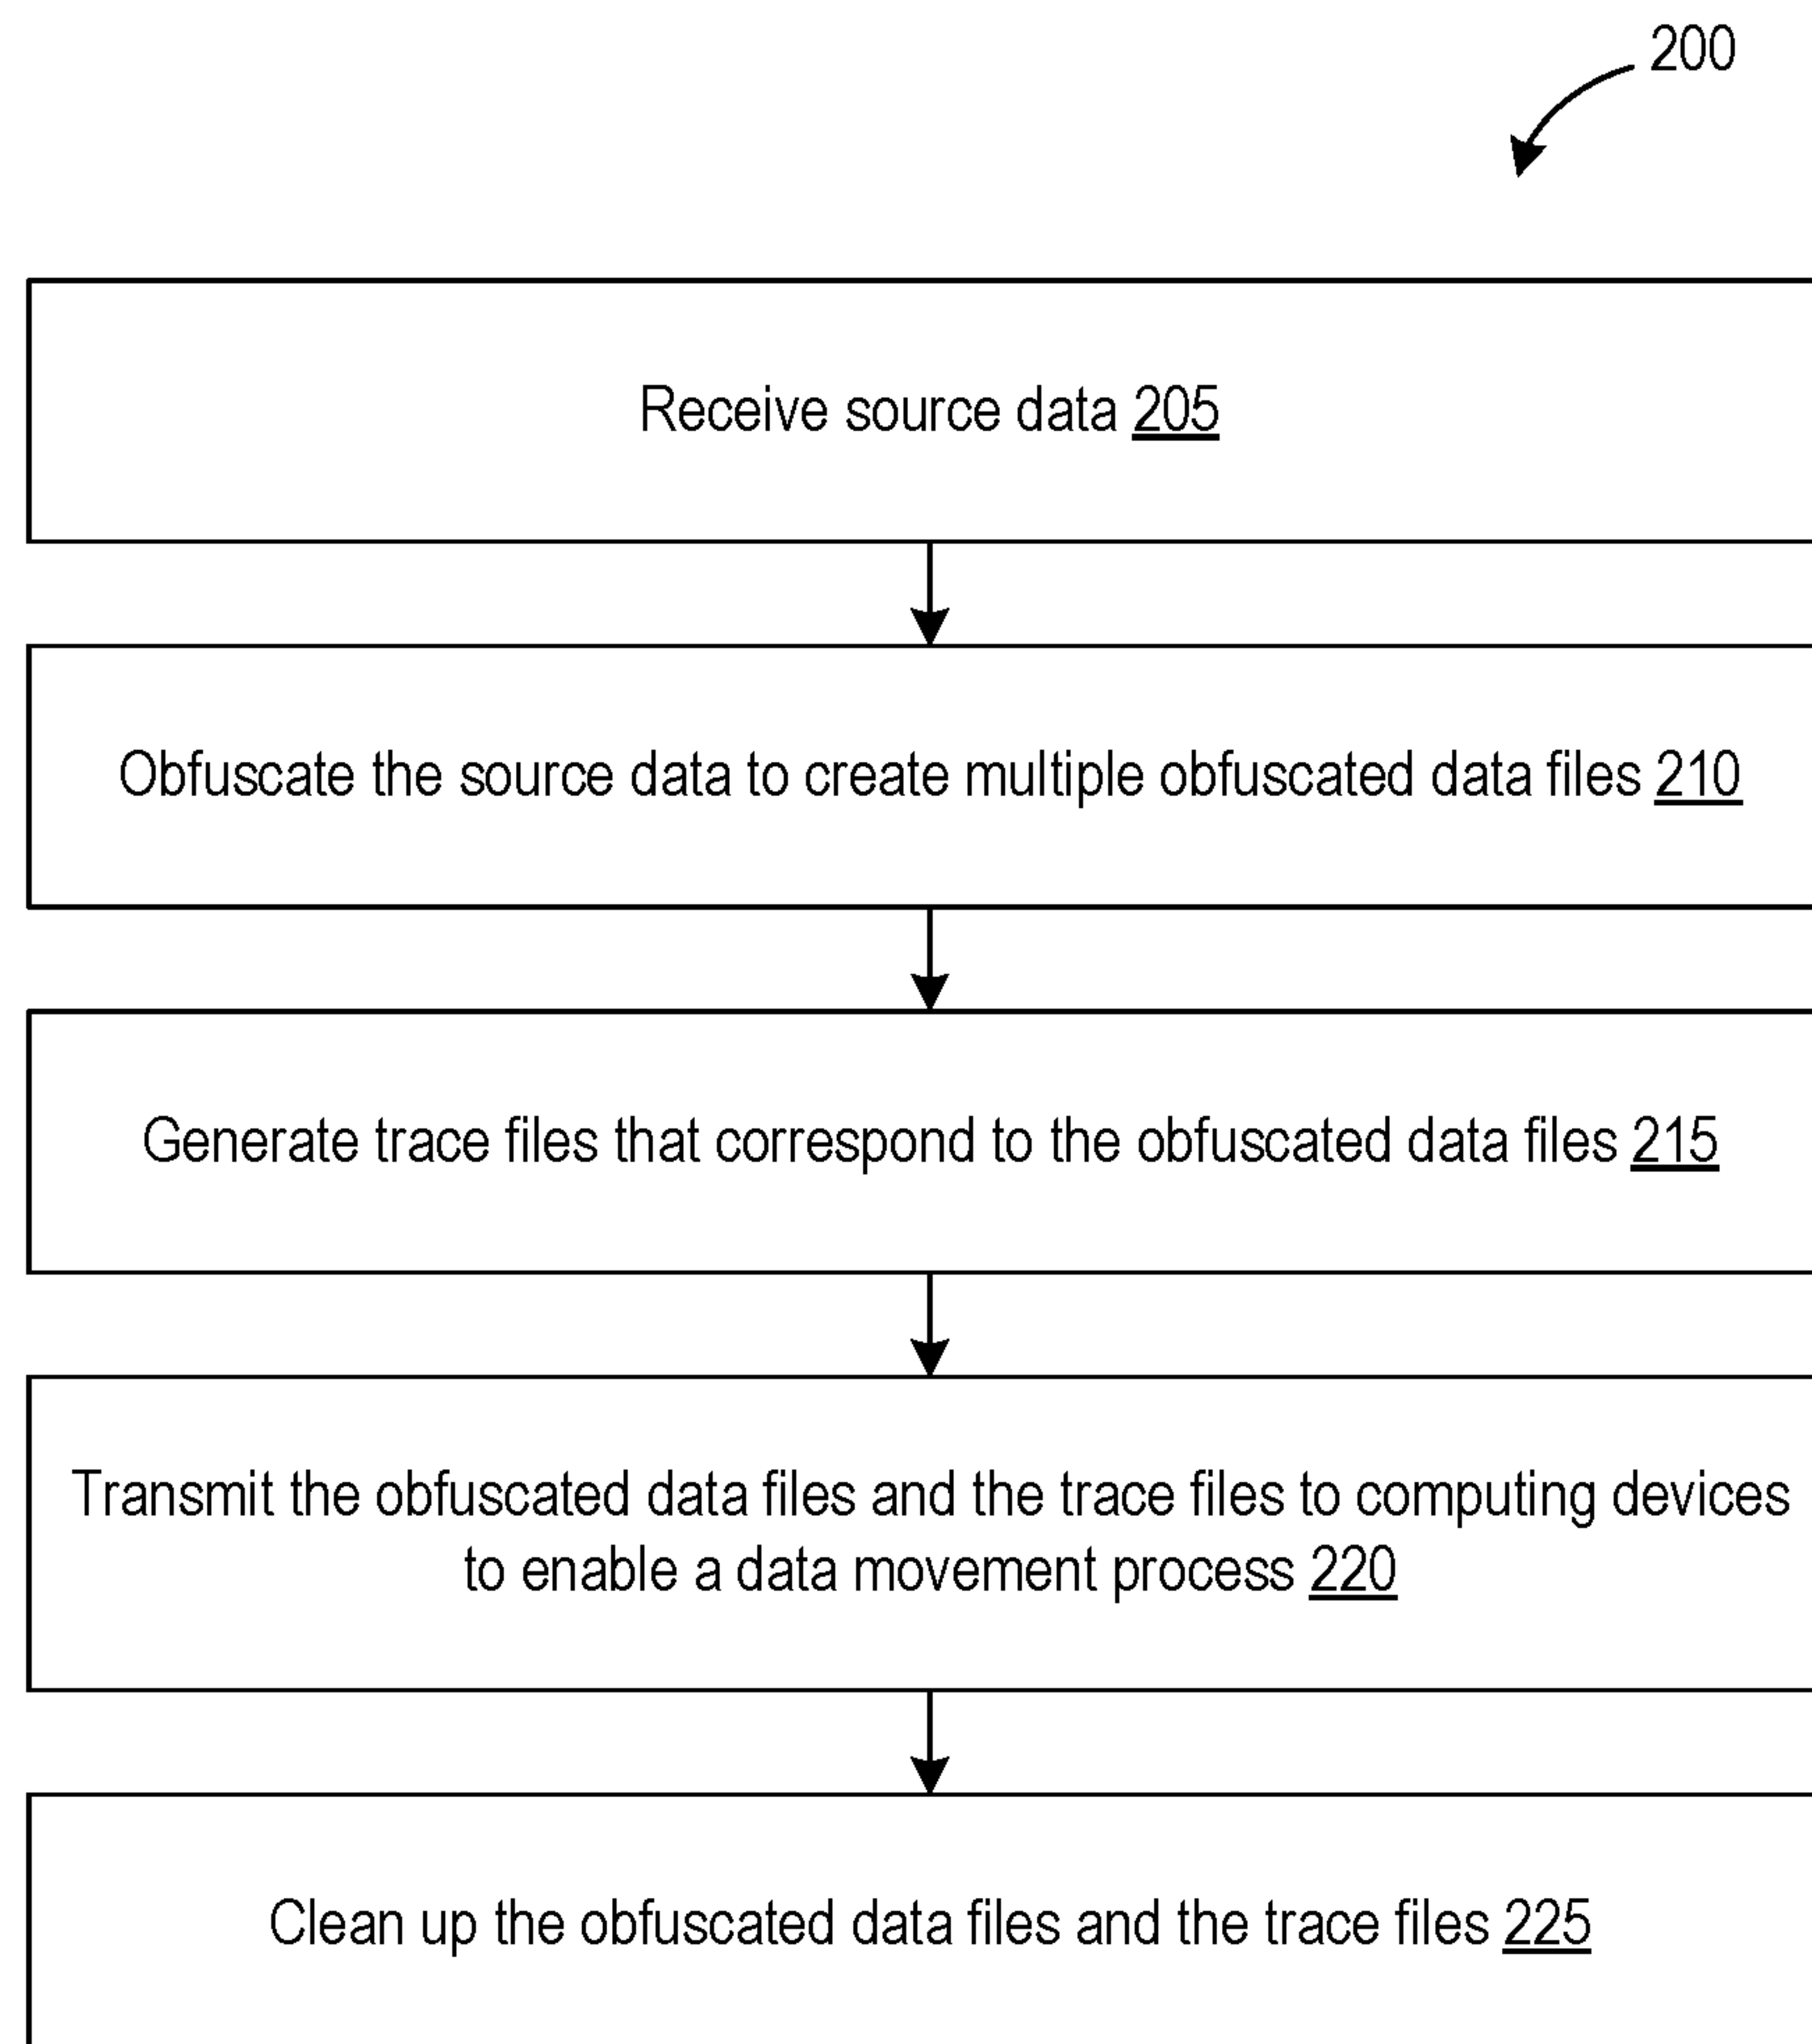 200
Receive source data 205
Obfuscate the source data to create multiple obfuscated data files 210
Generate trace files that correspond to the obfuscated data files 215
Transmit the obfuscated data files and the trace files to computing devices
to enable a data movement process 220
Clean up the obfuscated data files and the trace files 225